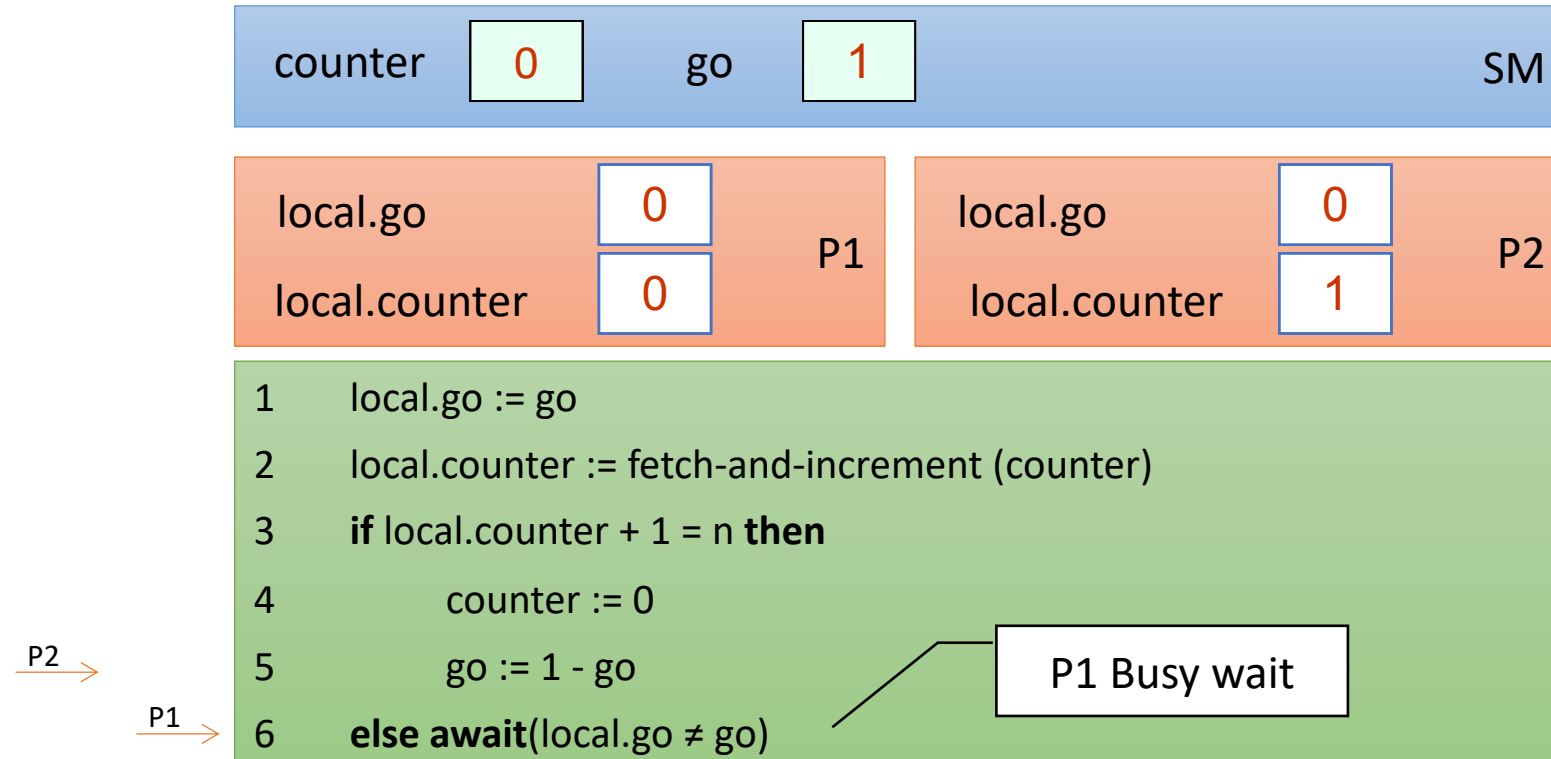 counter 0 go 1 SM
local.go 0 local.go 0
P1 P2
local.counter 0 local.counter 1
1 local.go := go
2 local.counter := fetch-and-increment (counter)
3 if local.counter + 1 = n then
4 counter := 0
P2 5 go := 1 - go P1 Busy wait
P1 6 else await(local.go ≠ go)